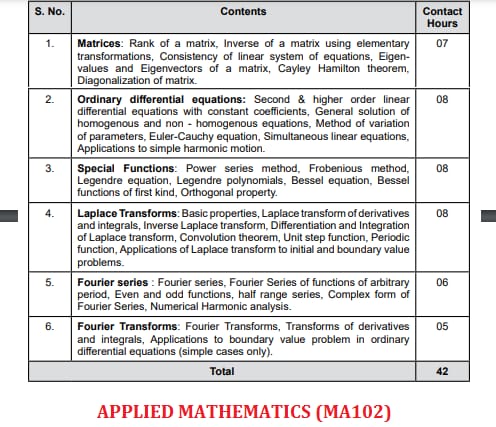 S. No. Contents Contact
Hours
1. Matrices: Rank of a matrix, Inverse of a matrix using elementary 07
transformations, Consistency of linear system of equations, Eigen-
values and Eigenvectors of a matrix, Cayley Hamilton theorem,
Diagonalization of matrix.
2. Ordinary differential equations: Second & higher order linear 08
differential equations with constant coefficients, General solution of
homogenous and non - homogenous equations, Method of variation
of parameters, Euler-Cauchy equation, Simultaneous linear equations,
Applications to simple harmonic motion.
3. Special Functions: Power series method, Frobenious method, 08
Legendre equation, Legendre polynomials, Bessel equation, Bessel
functions of first kind, Orthogonal property.
4. Laplace Transforms: Basic properties, Laplace transform of derivatives 08
and integrals, Inverse Laplace transform, Differentiation and Integration
of Laplace transform, Convolution theorem, Unit step function, Periodic
function, Applications of Laplace transform to initial and boundary value
problems.
5. Fourier series : Fourier series, Fourier Series of functions of arbitrary 06
period, Even and odd functions, half range series, Complex form of
Fourier Series, Numerical Harmonic analysis.
6. Fourier Transforms: Fourier Transforms, Transforms of derivatives 05
and integrals, Applications to boundary value problem in ordinary
differential equations (simple cases only).
Total 42
APPLIED MATHEMATICS (MA102)